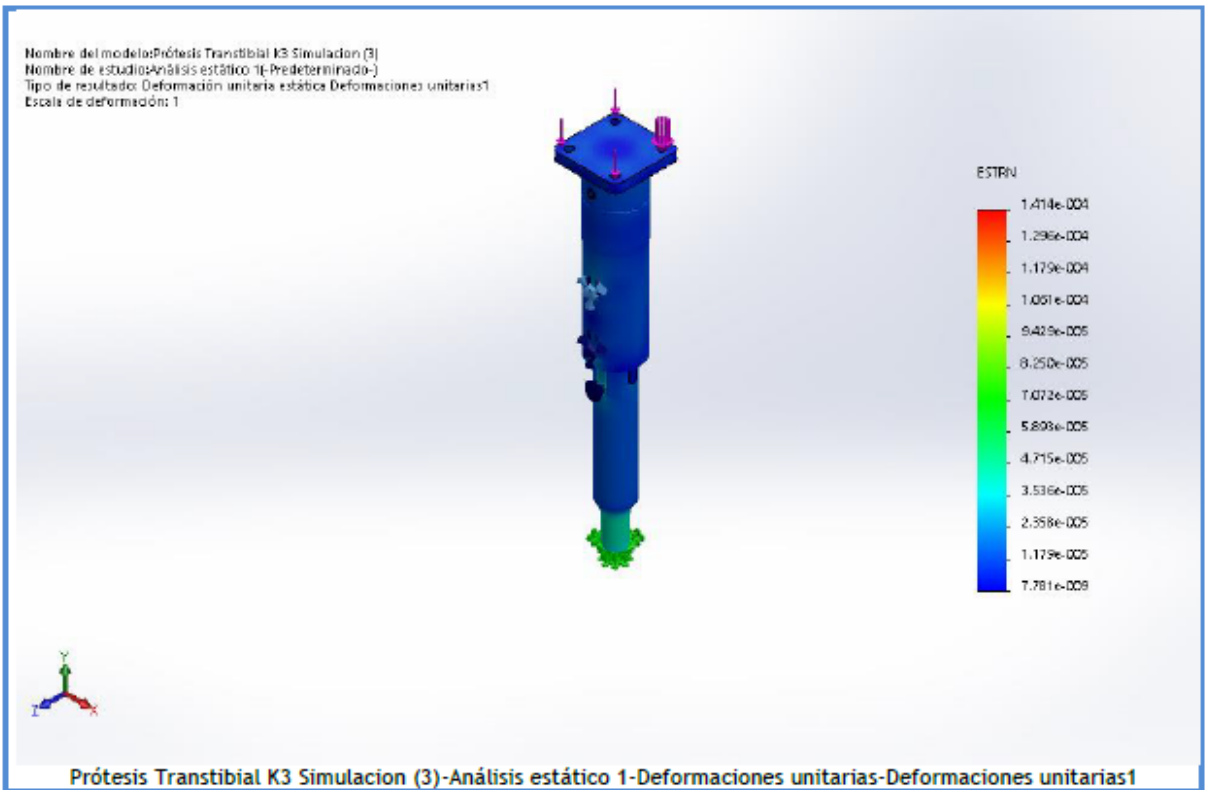 Nombre del modelo:Prótesis Transtibial K3 Simulacion (3)
Nombre de estudio:Análisis estático 1(-Predeterminado-)
Tipo de resultado: Deformación unitaria estática Deformaciones unitarias1
Escala de deformación: 1
ESTRN
1.414e-004
1.296e-004
1.179e-004
1.061e-004
9.429e-005
8.250e-005
7.072e-005
5.893e-005
4.715e-005
3.536e-005
2.358e-005
1.179e-005
7.781e-009
Y
Z
X
Prótesis Transtibial K3 Simulacion (3)-Análisis estático 1-Deformaciones unitarias-Deformaciones unitarias1